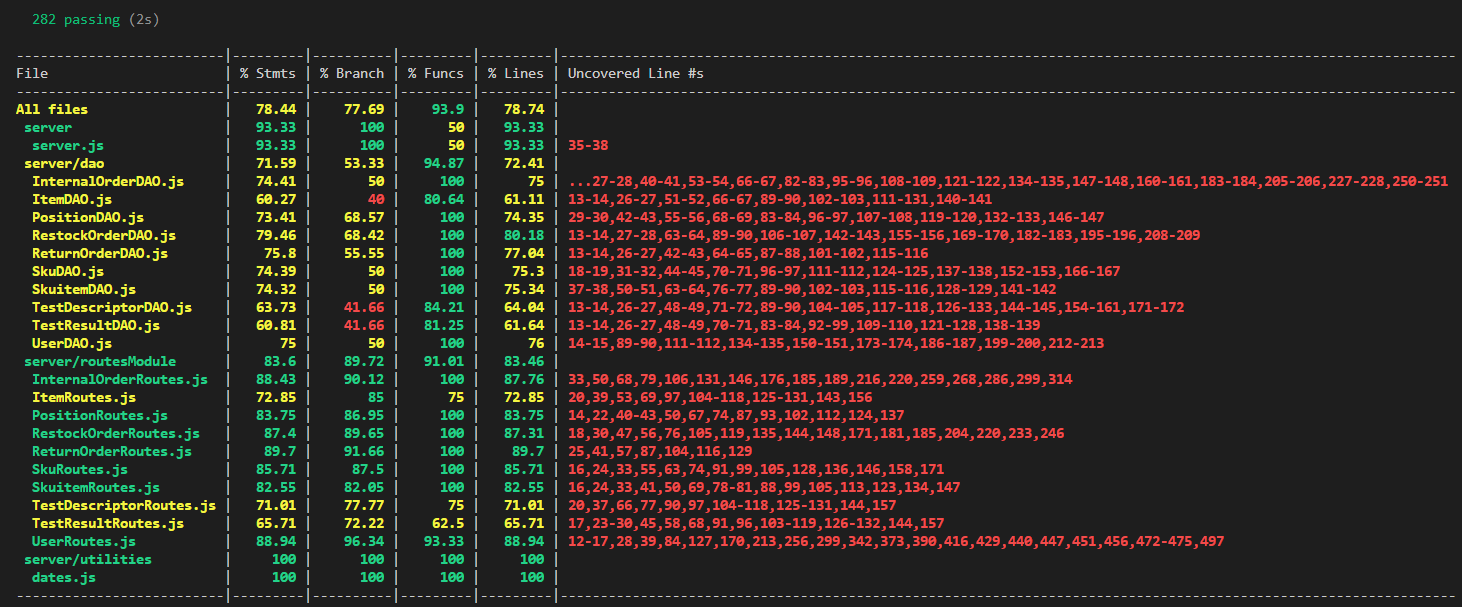 282 passing (2s)
--------------------------|---------|----------|---------|---------|----------------------------------------------------------------------------------------------------------------
File                      | % Stmts | % Branch | % Funcs | % Lines | Uncovered Line #s
--------------------------|---------|----------|---------|---------|----------------------------------------------------------------------------------------------------------------
All files                 |   78.44 |    77.69 |    93.9 |   78.74 |
 server                   |   93.33 |      100 |      50 |   93.33 |
  server.js               |   93.33 |      100 |      50 |   93.33 | 35-38
 server/dao               |   71.59 |    53.33 |   94.87 |   72.41 |
  InternalOrderDAO.js     |   74.41 |       50 |     100 |      75 | ...27-28,40-41,53-54,66-67,82-83,95-96,108-109,121-122,134-135,147-148,160-161,183-184,205-206,227-228,250-251
  ItemDAO.js              |   60.27 |       40 |   80.64 |   61.11 | 13-14,26-27,51-52,66-67,89-90,102-103,111-131,140-141
  PositionDAO.js          |   73.41 |    68.57 |     100 |   74.35 | 29-30,42-43,55-56,68-69,83-84,96-97,107-108,119-120,132-133,146-147
  RestockOrderDAO.js      |   79.46 |    68.42 |     100 |   80.18 | 13-14,27-28,63-64,89-90,106-107,142-143,155-156,169-170,182-183,195-196,208-209
  ReturnOrderDAO.js       |    75.8 |    55.55 |     100 |   77.04 | 13-14,26-27,42-43,64-65,87-88,101-102,115-116
  SkuDAO.js               |   74.39 |       50 |     100 |    75.3 | 18-19,31-32,44-45,70-71,96-97,111-112,124-125,137-138,152-153,166-167
  SkuitemDAO.js           |   74.32 |       50 |     100 |   75.34 | 37-38,50-51,63-64,76-77,89-90,102-103,115-116,128-129,141-142
  TestDescriptorDAO.js    |   63.73 |    41.66 |   84.21 |   64.04 | 13-14,26-27,48-49,71-72,89-90,104-105,117-118,126-133,144-145,154-161,171-172
  TestResultDAO.js        |   60.81 |    41.66 |   81.25 |   61.64 | 13-14,26-27,48-49,70-71,83-84,92-99,109-110,121-128,138-139
  UserDAO.js              |      75 |       50 |     100 |      76 | 14-15,89-90,111-112,134-135,150-151,173-174,186-187,199-200,212-213
 server/routesModule      |    83.6 |    89.72 |   91.01 |   83.46 |
  InternalOrderRoutes.js  |   88.43 |    90.12 |     100 |   87.76 | 33,50,68,79,106,131,146,176,185,189,216,220,259,268,286,299,314
  ItemRoutes.js           |   72.85 |       85 |      75 |   72.85 | 20,39,53,69,97,104-118,125-131,143,156
  PositionRoutes.js       |   83.75 |    86.95 |     100 |   83.75 | 14,22,40-43,50,67,74,87,93,102,112,124,137
  RestockOrderRoutes.js   |    87.4 |    89.65 |     100 |   87.31 | 18,30,47,56,76,105,119,135,144,148,171,181,185,204,220,233,246
  ReturnOrderRoutes.js    |    89.7 |    91.66 |     100 |    89.7 | 25,41,57,87,104,116,129
  SkuRoutes.js            |   85.71 |     87.5 |     100 |   85.71 | 16,24,33,55,63,74,91,99,105,128,136,146,158,171
  SkuitemRoutes.js        |   82.55 |    82.05 |     100 |   82.55 | 16,24,33,41,50,69,78-81,88,99,105,113,123,134,147
  TestDescriptorRoutes.js |   71.01 |    77.77 |      75 |   71.01 | 20,37,66,77,90,97,104-118,125-131,144,157
  TestResultRoutes.js     |   65.71 |    72.22 |    62.5 |   65.71 | 17,23-30,45,58,68,91,96,103-119,126-132,144,157
  UserRoutes.js           |   88.94 |    96.34 |   93.33 |   88.94 | 12-17,28,39,84,127,170,213,256,299,342,373,390,416,429,440,447,451,456,472-475,497
 server/utilities         |     100 |      100 |     100 |     100 |
  dates.js                |     100 |      100 |     100 |     100 |
--------------------------|---------|----------|---------|---------|----------------------------------------------------------------------------------------------------------------